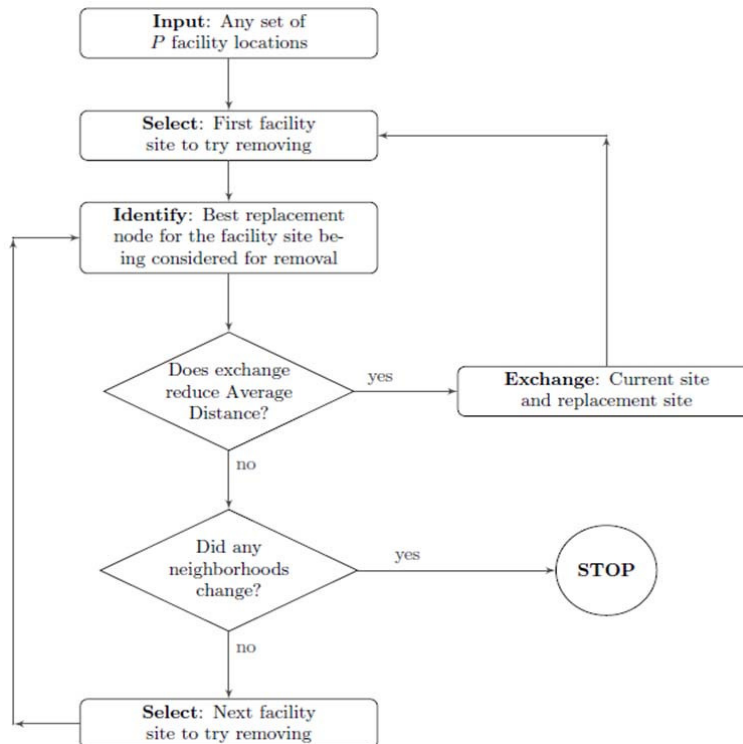 Input: Any set of
P facility locations
Select: First facility
site to try removing
Identify: Best replacement
node for the facility site be-
ing considered for removal
Does exchange
reduce Average
Distance?
yes
Exchange: Current site
and replacement site
no
Did any
neighborhoods
change?
yes
STOP
no
Select: Next facility
site to try removing